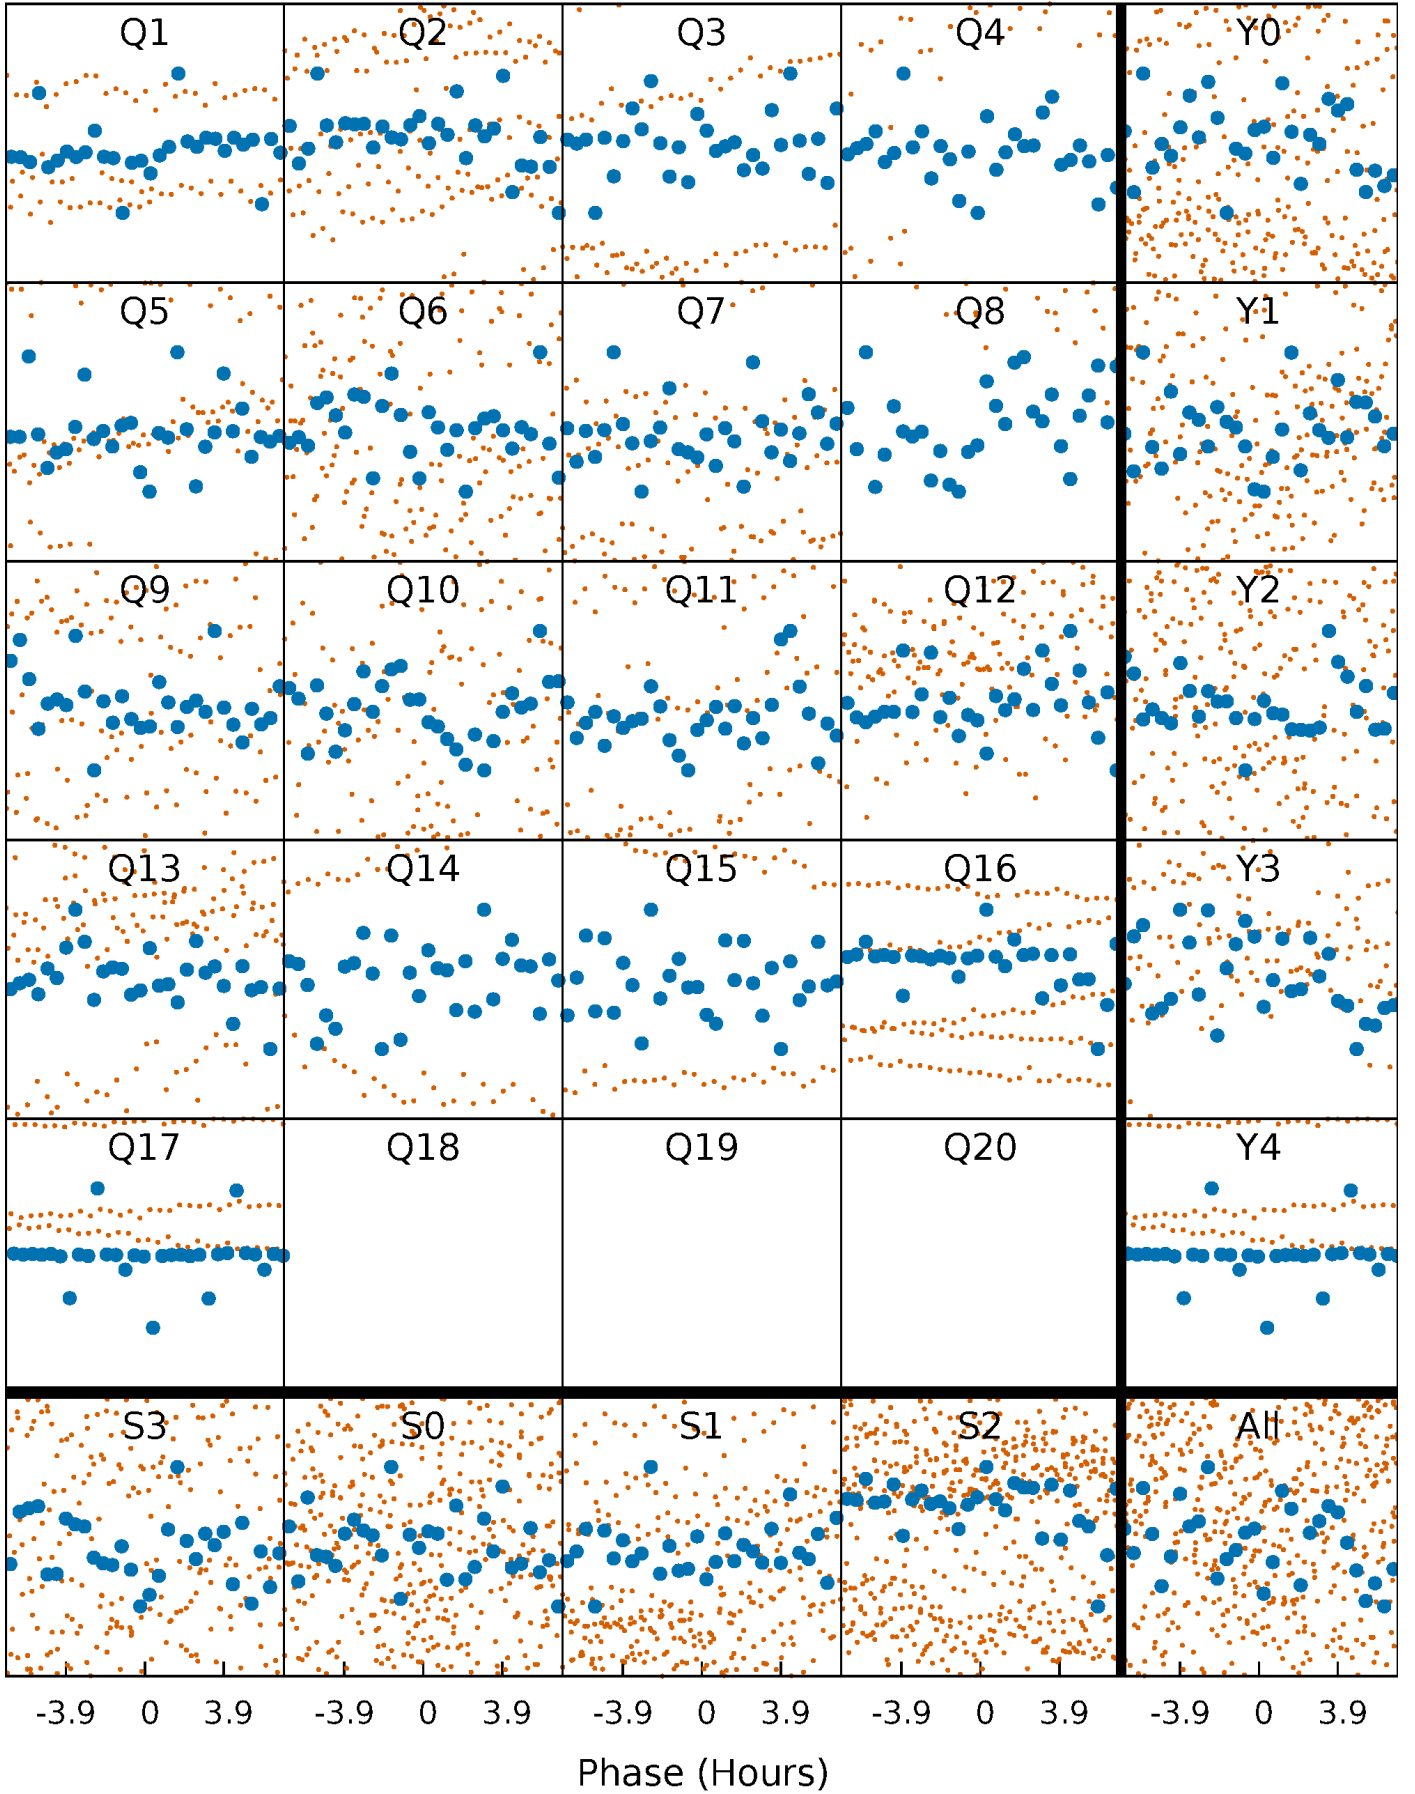 Q1 Q2 Q3 Q4 Y0
Q5 Q6 Q7 Q8 Y1
Q9 Q10 Q11 Q12 Y2
Q13 Q14 Q15 Q16 Y3
Q17 Q18 Q19 Q20 Y4
S3 S0 S1 S2 All
-3.9 0 3.9 -3.9 0 3.9 -3.9 0 3.9 -3.9 0 3.9 -3.9 0 3.9
Phase (Hours)